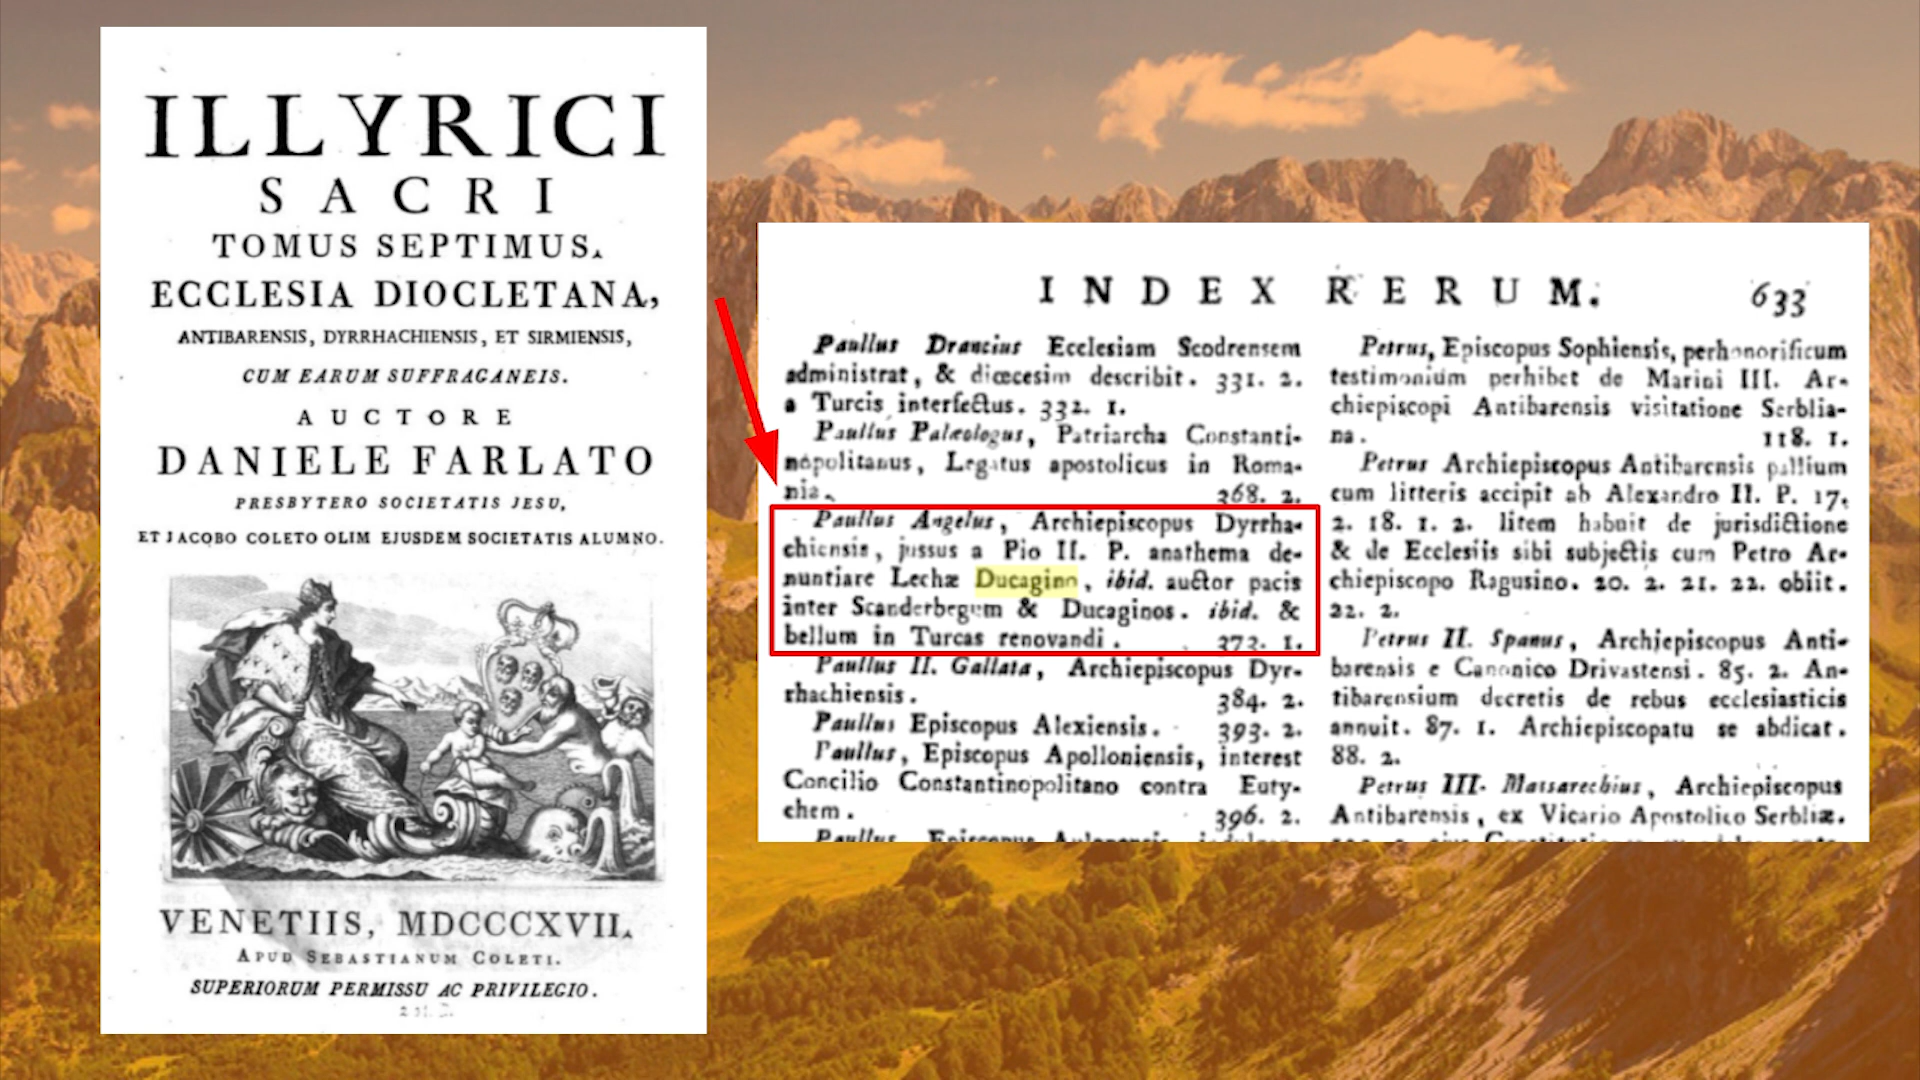 ILLYRICI
SACRI
TOMUS SEPTIMUS.
ECCLESIA DIOCLETANA,
ANTIBARENSIS, DYRRHACHIENSIS, ET SIRMIENSIS,
CUM EARUM SUFFRAGANEIS.
AUCTORE
DANIELE FARLATO
PRESBYTERO SOCIETATIS JESU,
ET JACOBO COLETO OLIM EJUSDEM SOCIETATIS ALUMNO.
VENETIIS, MDCCCXVII.
APUD SEBASTIANUM COLETI.
SUPERIORUM PERMISSU AC PRIVILEGIO.
INDEX RERUM. 633
Paullus Drancius Ecclesiam Scodrensem
administrat, & diœcesim describit. 331. 2.
a Turcis interfectus. 332. 1.
Paullus Palæologus, Patriarcha Constanti-
nopolitanus, Legatus apostolicus in Roma-
nia. 368. 2.
Paullus Angelus, Archiepiscopus Dyrrha-
chiensis, jussus a Pio II. P. anathema de-
nuntiare Lechæ Ducagino, ibid. auctor pacis
inter Scanderbegum & Ducaginos. ibid. &
bellum in Turcas renovandi. 372. 1.
Paullus II. Gallata, Archiepiscopus Dyr-
rhachiensis. 384. 2.
Paullus Episcopus Alexiensis. 393. 2.
Paullus, Episcopus Apolloniensis, interest
Concilio Constantinopolitano contra Euty-
chem. 396. 2.
Paullus Episcopus
Petrus, Episcopus Sophiensis, perhonorificum
testimonium perhibet de Marini III. Ar-
chiepiscopi Antibarensis visitatione Serblia-
na. 118. 1.
Petrus Archiepiscopus Antibarensis pallium
cum litteris accipit ab Alexandro II. P. 17.
2. 18. 1. 2. litem habuit de jurisdictione
& de Ecclesiis sibi subjectis cum Petro Ar-
chiepiscopo Ragusino. 20. 2. 21. 22. obiit.
22. 2.
Petrus II. Spanus, Archiepiscopus Anti-
barensis e Canonico Drivastensi. 85. 2. An-
tibarensium decretis de rebus ecclesiasticis
annuit. 87. 1. Archiepiscopatu se abdicat.
88. 2.
Petrus III. Massarechius, Archiepiscopus
Antibarensis, ex Vicario Apostolico Serbliæ.